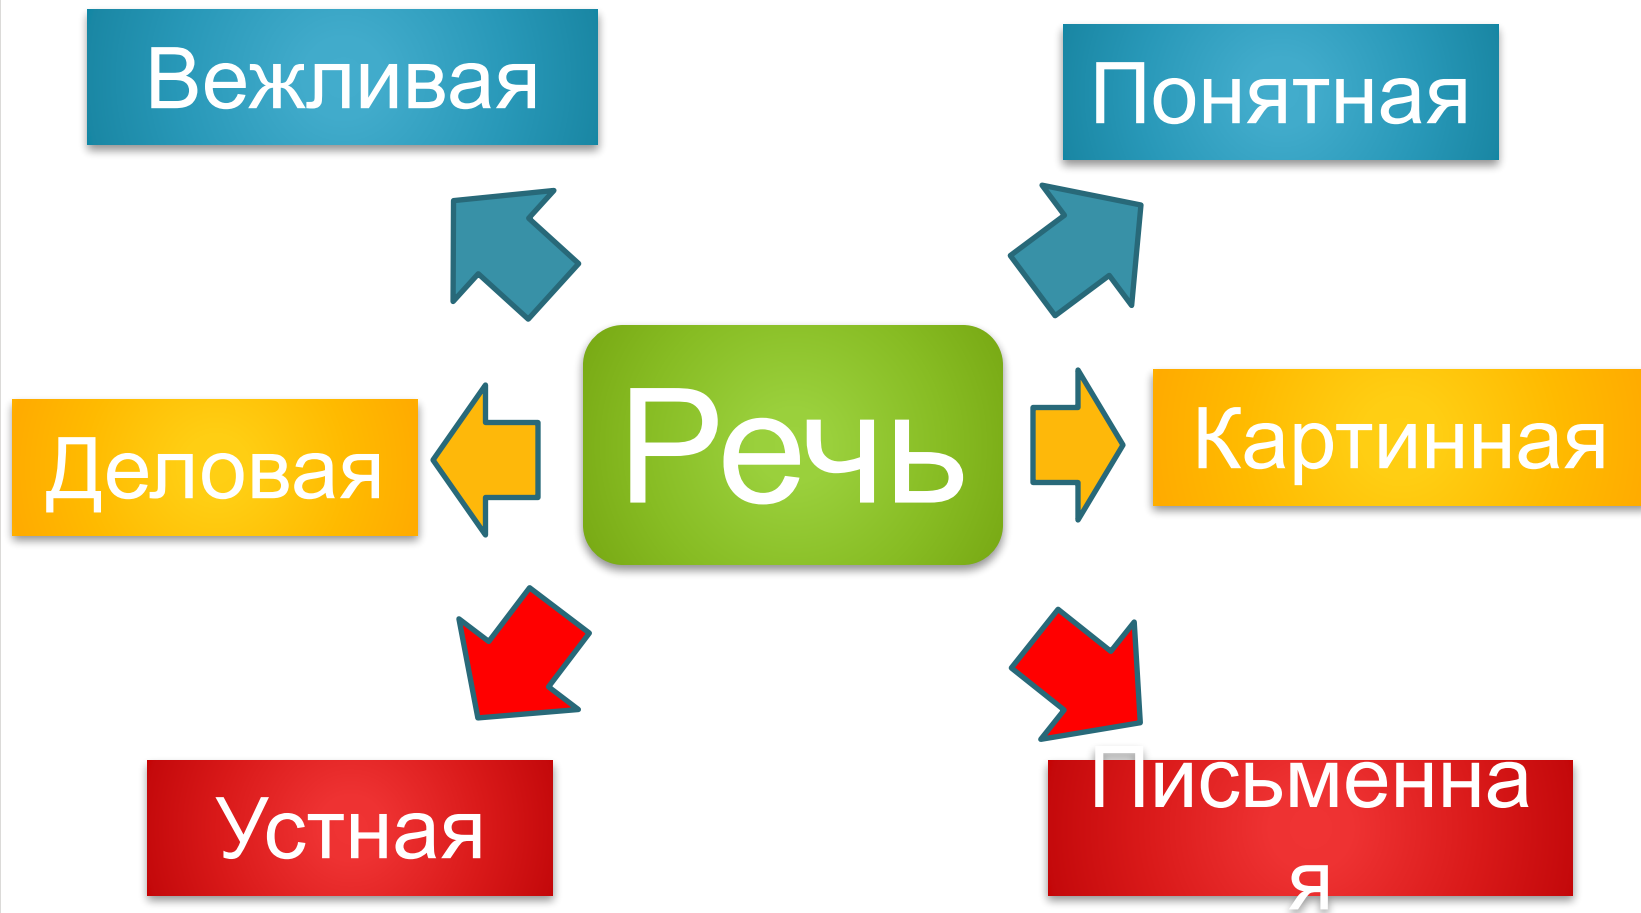 Вежливая
Понятная
Деловая
Речь
Картинная
Устная
Письменна
я